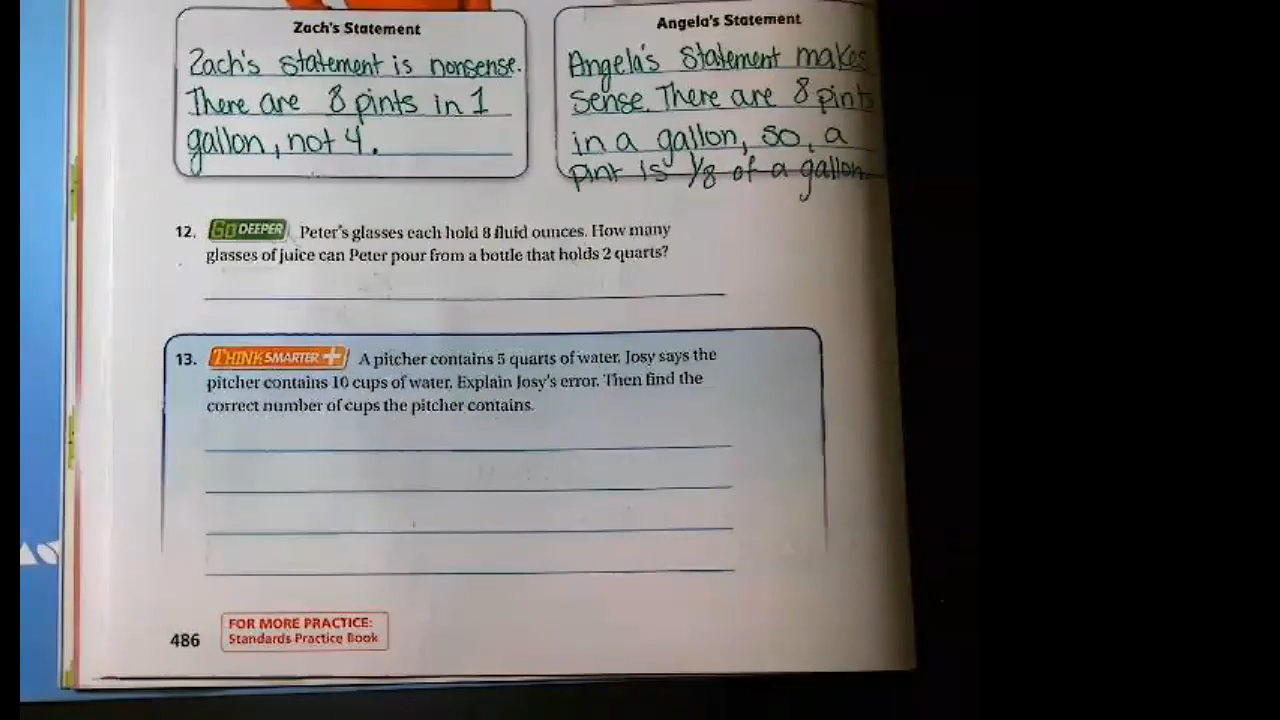 Zach's Statement
Zach's statement is nonsense.
There are 8 pints in 1
gallon, not 4.
Angela's Statement
Angela's statement makes
sense. There are 8 pints
in a gallon, so, a
pint is 1/8 of a gallon.
12. GO DEEPER Peter's glasses each hold 8 fluid ounces. How many
glasses of juice can Peter pour from a bottle that holds 2 quarts?
13. THINK SMARTER + A pitcher contains 5 quarts of water. Josy says the
pitcher contains 10 cups of water. Explain Josy's error. Then find the
correct number of cups the pitcher contains.
486
FOR MORE PRACTICE:
Standards Practice Book